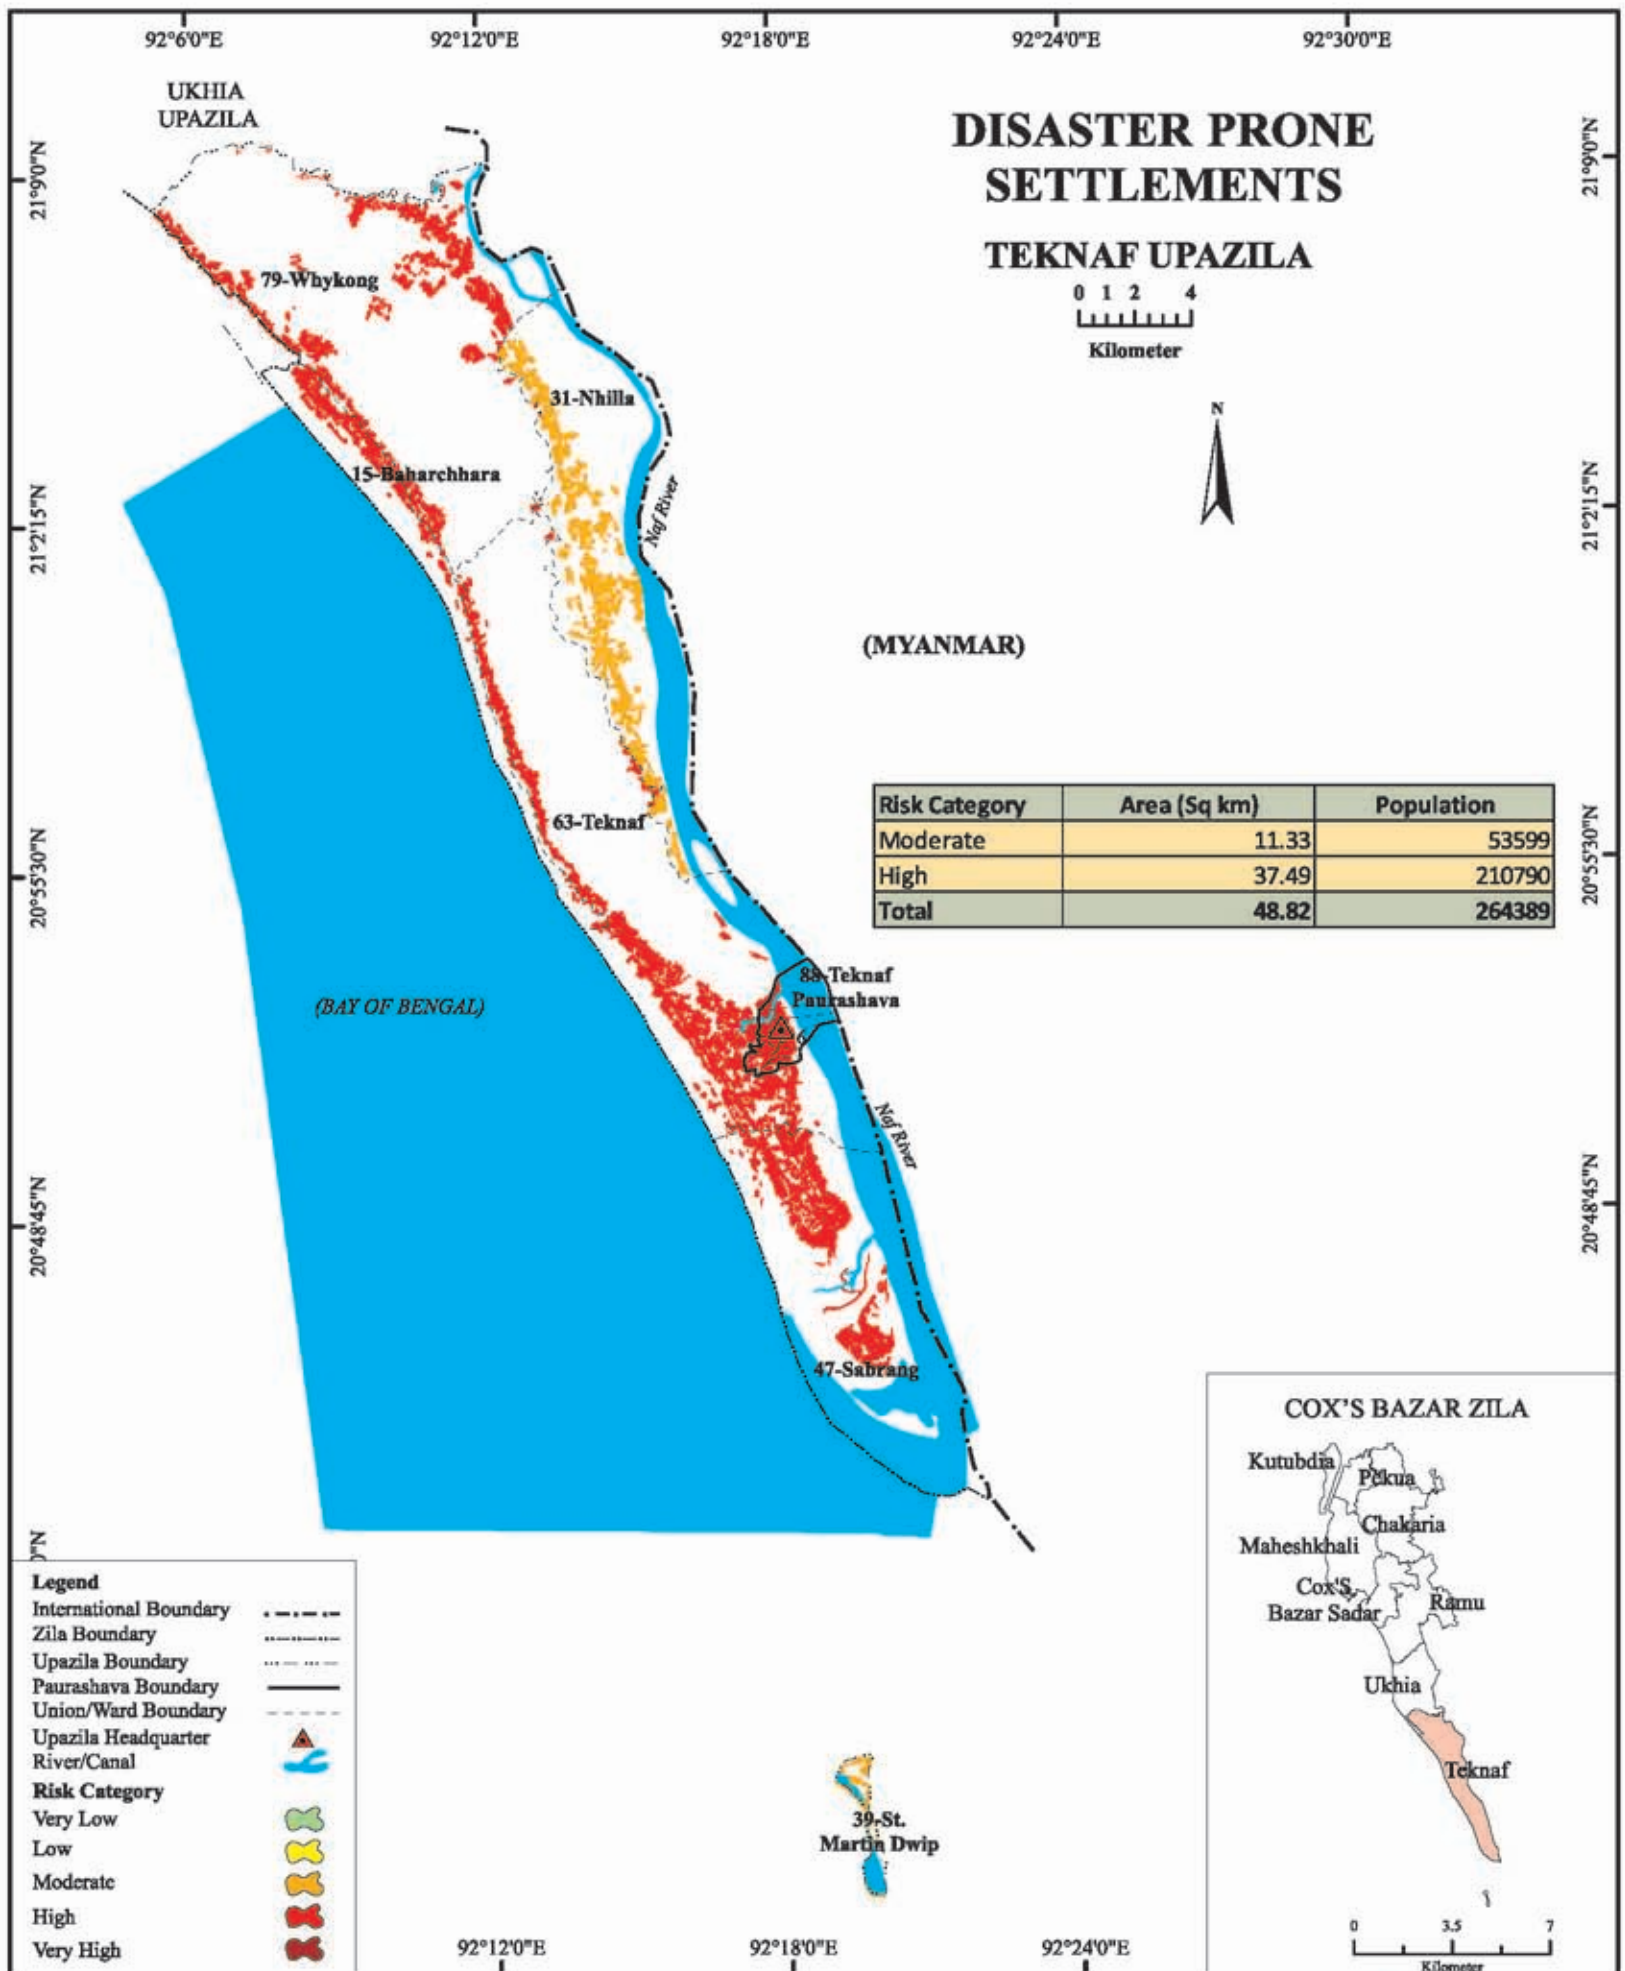 92°6'0"E 92°12'0"E 92°18'0"E 92°24'0"E 92°30'0"E
UKHIA
UPAZILA
DISASTER PRONE
SETTLEMENTS
TEKNAF UPAZILA
0 1 2 4
Kilometer
N
21°9'0"N
21°9'0"N
79-Whykong
31-Nhilla
15-Baharchhara
Naf River
21°2'15"N
21°2'15"N
(MYANMAR)
Risk Category Area (Sq km) Population
Moderate 11.33 53599
High 37.49 210790
Total 48.82 264389
63-Teknaf
20°55'30"N
20°55'30"N
88-Teknaf
Paurashava
(BAY OF BENGAL)
Naf River
20°48'45"N
20°48'45"N
47-Sabrang
0"N
COX'S BAZAR ZILA
Kutubdia
Pekua
Chakaria
Maheshkhali
Cox'S.
Bazar Sadar
Ramu
Ukhia
Teknaf
0 3.5 7
Kilometer
Legend
International Boundary
Zila Boundary
Upazila Boundary
Paurashava Boundary
Union/Ward Boundary
Upazila Headquarter
River/Canal
Risk Category
Very Low
Low
Moderate
High
Very High
39-St.
Martin Dwip
92°12'0"E 92°18'0"E 92°24'0"E